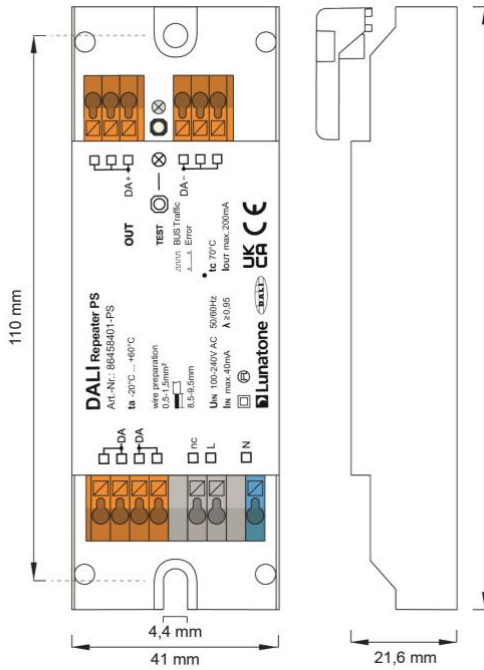 DALI Repeater PS
Art.-Nr.: 86458401-PS
ta -20°C ... +60°C
wire preparation
0,5-1,5mm²
8,5-9,5mm
UIN 100-240V AC 50/60Hz
IIN max. 40mA λ ≥0,95
Lunatone
DALI
OUT
TEST
BUS Traffic
Error
tc 70°C
IOUT max. 200mA
UK
CA
CE
DA+
DA-
DA
DA
nc
L
N
110 mm
4,4 mm
41 mm
21,6 mm